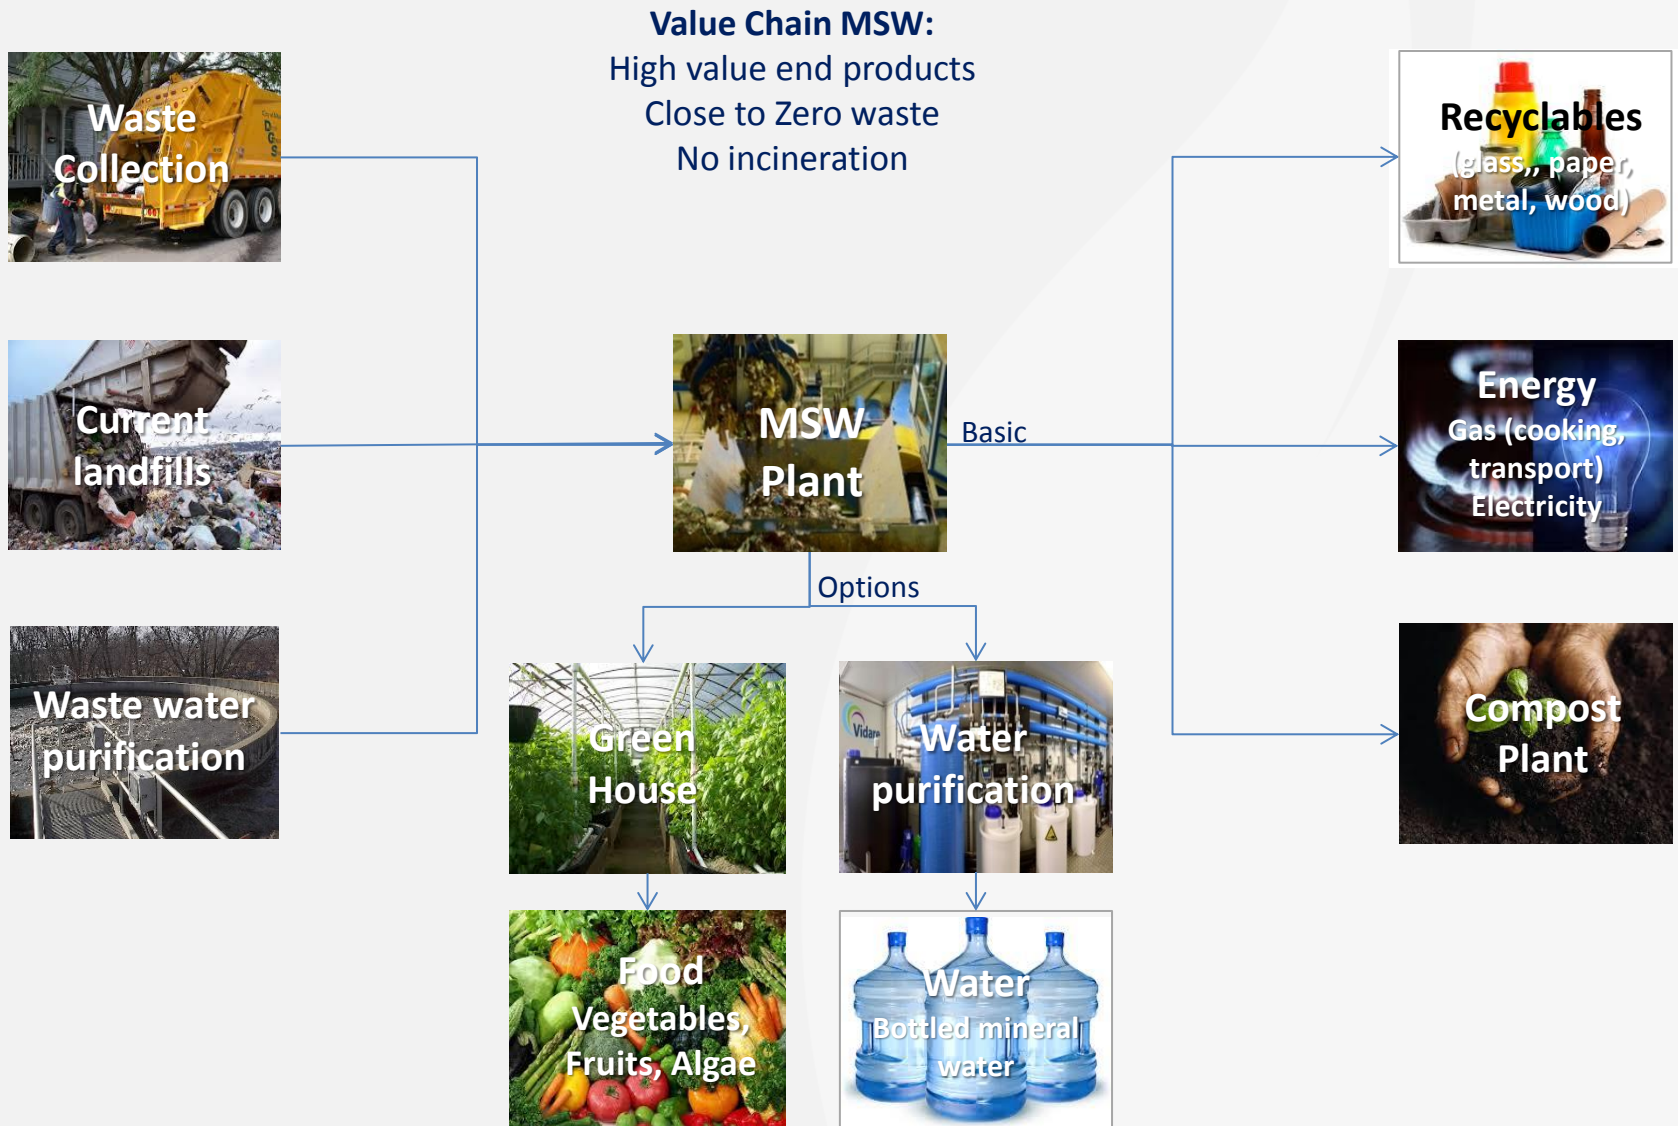 Value Chain MSW:
High value end products
Close to Zero waste
No incineration
Waste
Collection
Current
landfills
Waste water
purification
MSW
Plant
Basic
Options
Recyclables
(glass,, paper,
metal, wood)
Energy
Gas (cooking,
transport)
Electricity
Compost
Plant
Green
House
Vidare
Water
purification
Food
Vegetables,
Fruits, Algae
Water
Bottled mineral
water